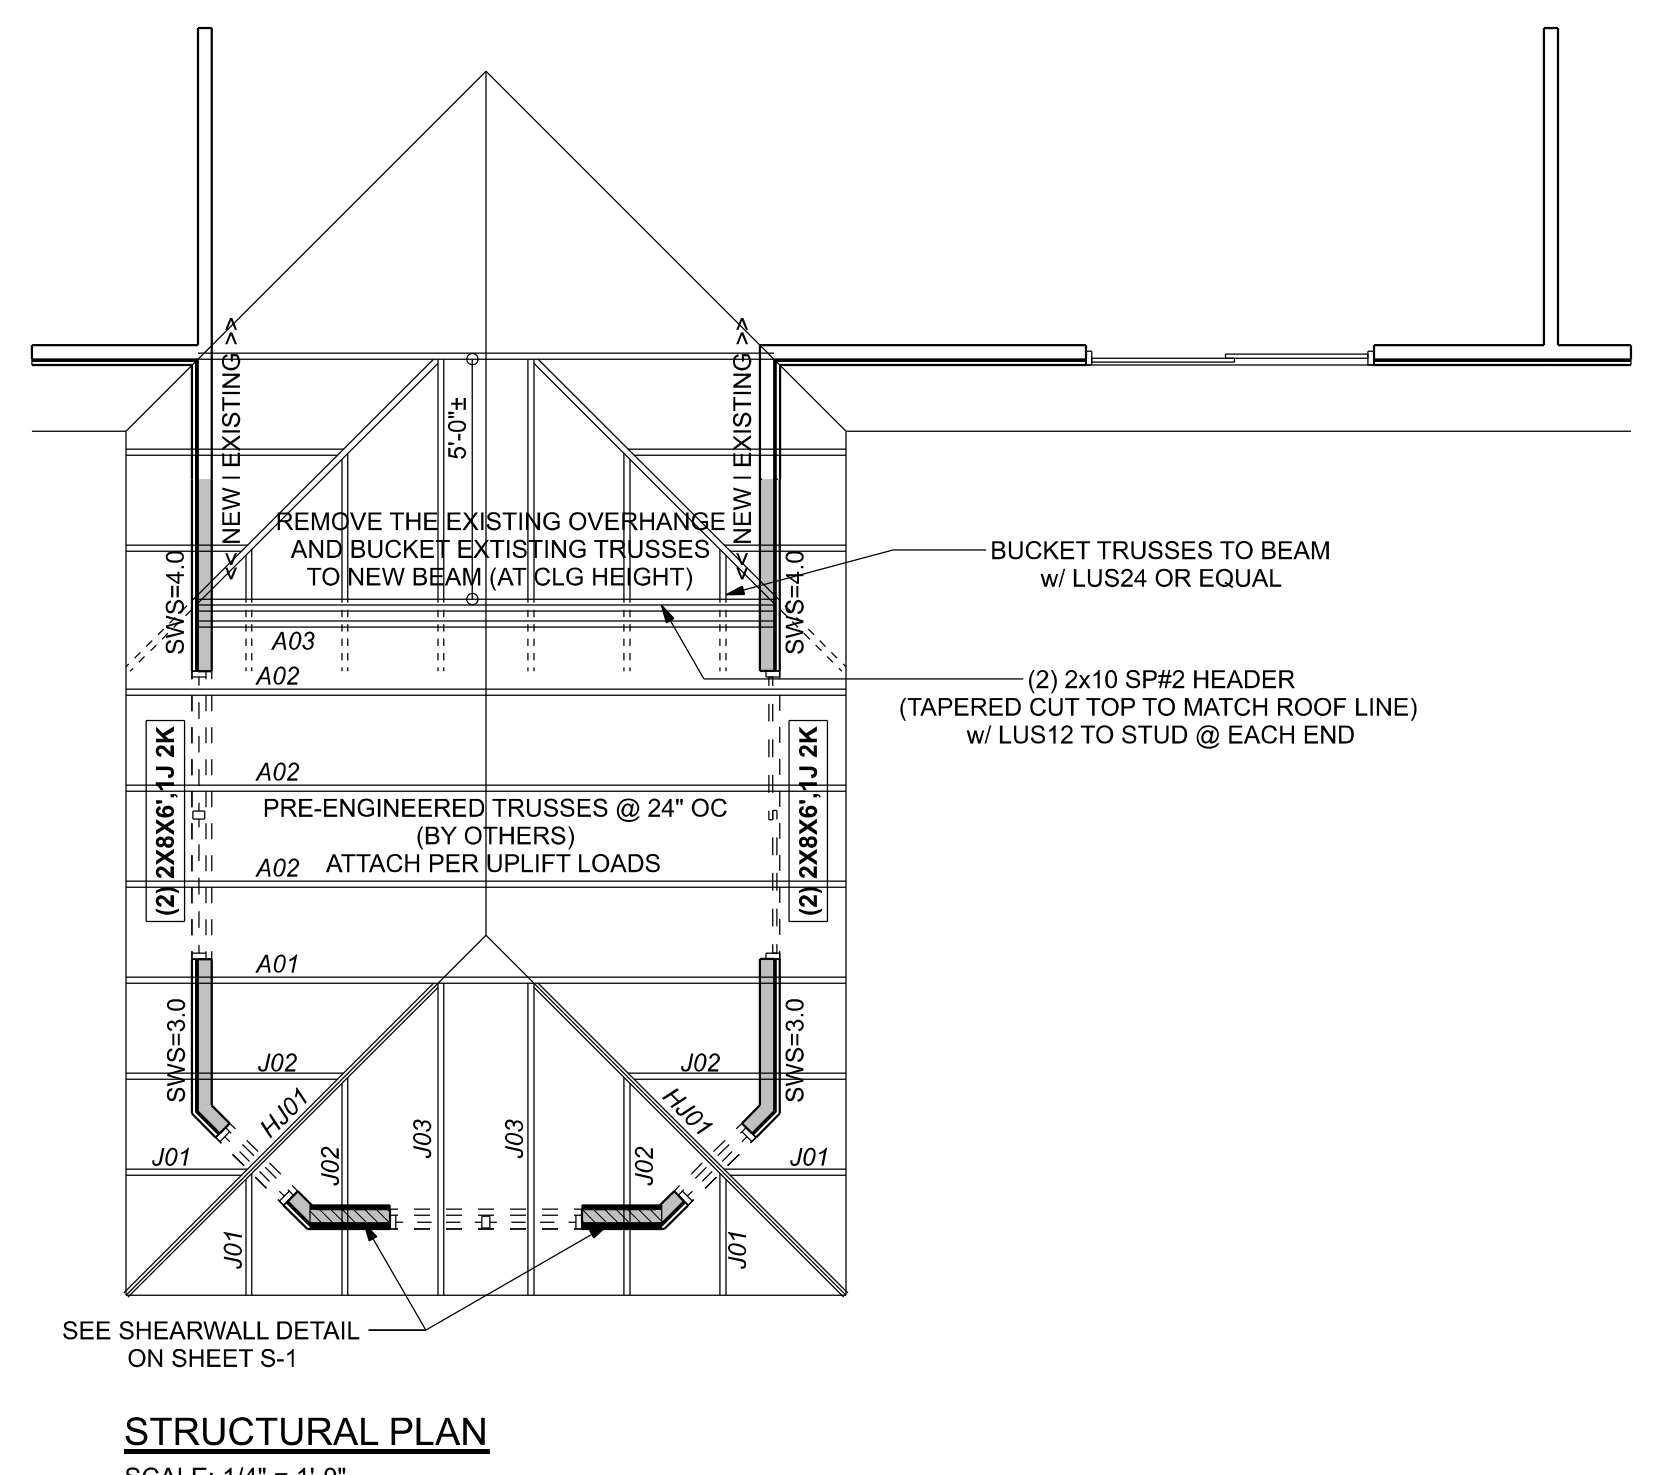 << NEW | EXISTING >>
<< NEW | EXISTING >>
5'-0"±
REMOVE THE EXISTING OVERHANGE
AND BUCKET EXTISTING TRUSSES
TO NEW BEAM (AT CLG HEIGHT)
BUCKET TRUSSES TO BEAM
w/ LUS24 OR EQUAL
SWS=4.0
SWS=4.0
A03
A02
(2) 2x10 SP#2 HEADER
(TAPERED CUT TOP TO MATCH ROOF LINE)
w/ LUS12 TO STUD @ EACH END
(2) 2X8X6',1J 2K
(2) 2X8X6',1J 2K
A02
PRE-ENGINEERED TRUSSES @ 24" OC
(BY OTHERS)
ATTACH PER UPLIFT LOADS
A02
A01
SWS=3.0
SWS=3.0
J02
J02
HJ01
HJ01
J01
J02
J03
J03
J02
J01
J01
J01
SEE SHEARWALL DETAIL
ON SHEET S-1
STRUCTURAL PLAN
SCALE: 1/4" = 1'-0"